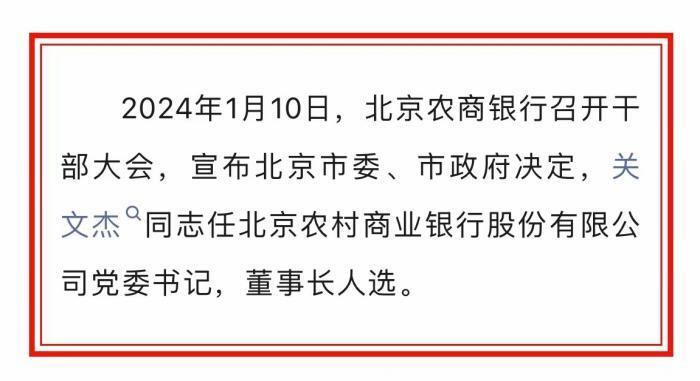 2024年1月10日，北京农商银行召开干
部大会，宣布北京市委、市政府决定，关
文杰同志任北京农村商业银行股份有限公
司党委书记，董事长人选。